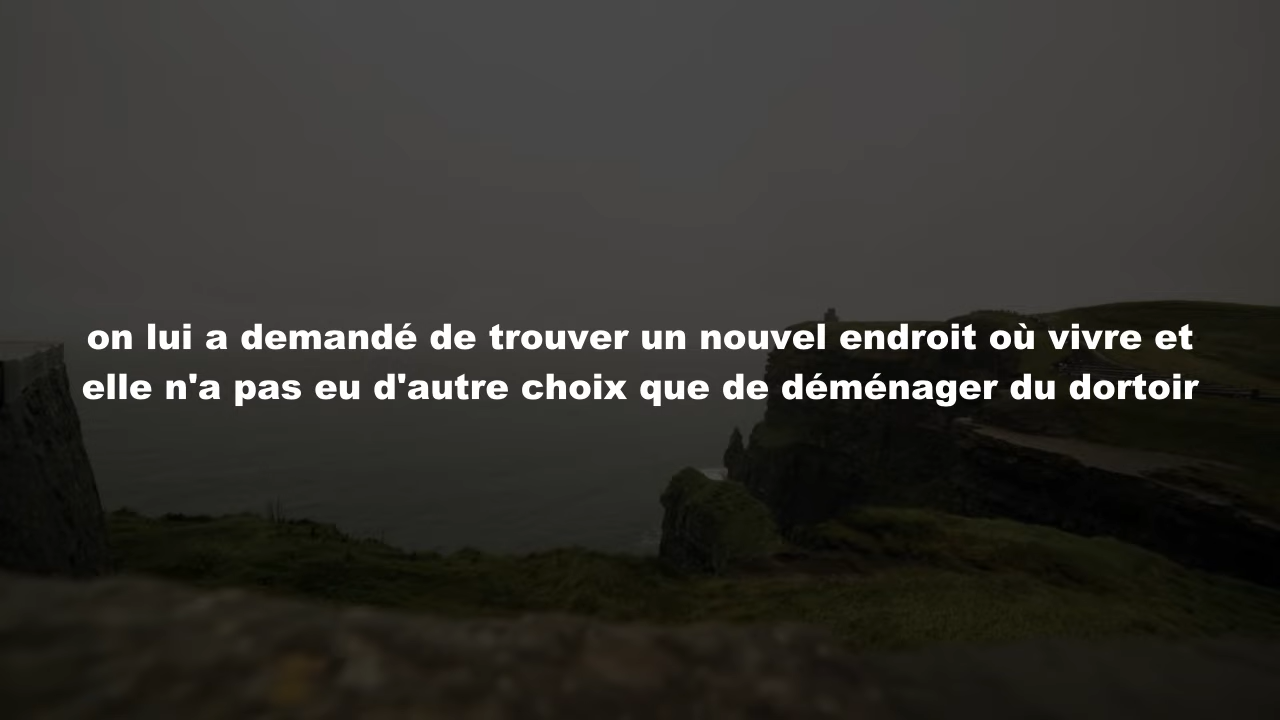 on lui a demandé de trouver un nouvel endroit où vivre et
elle n'a pas eu d'autre choix que de déménager du dortoir